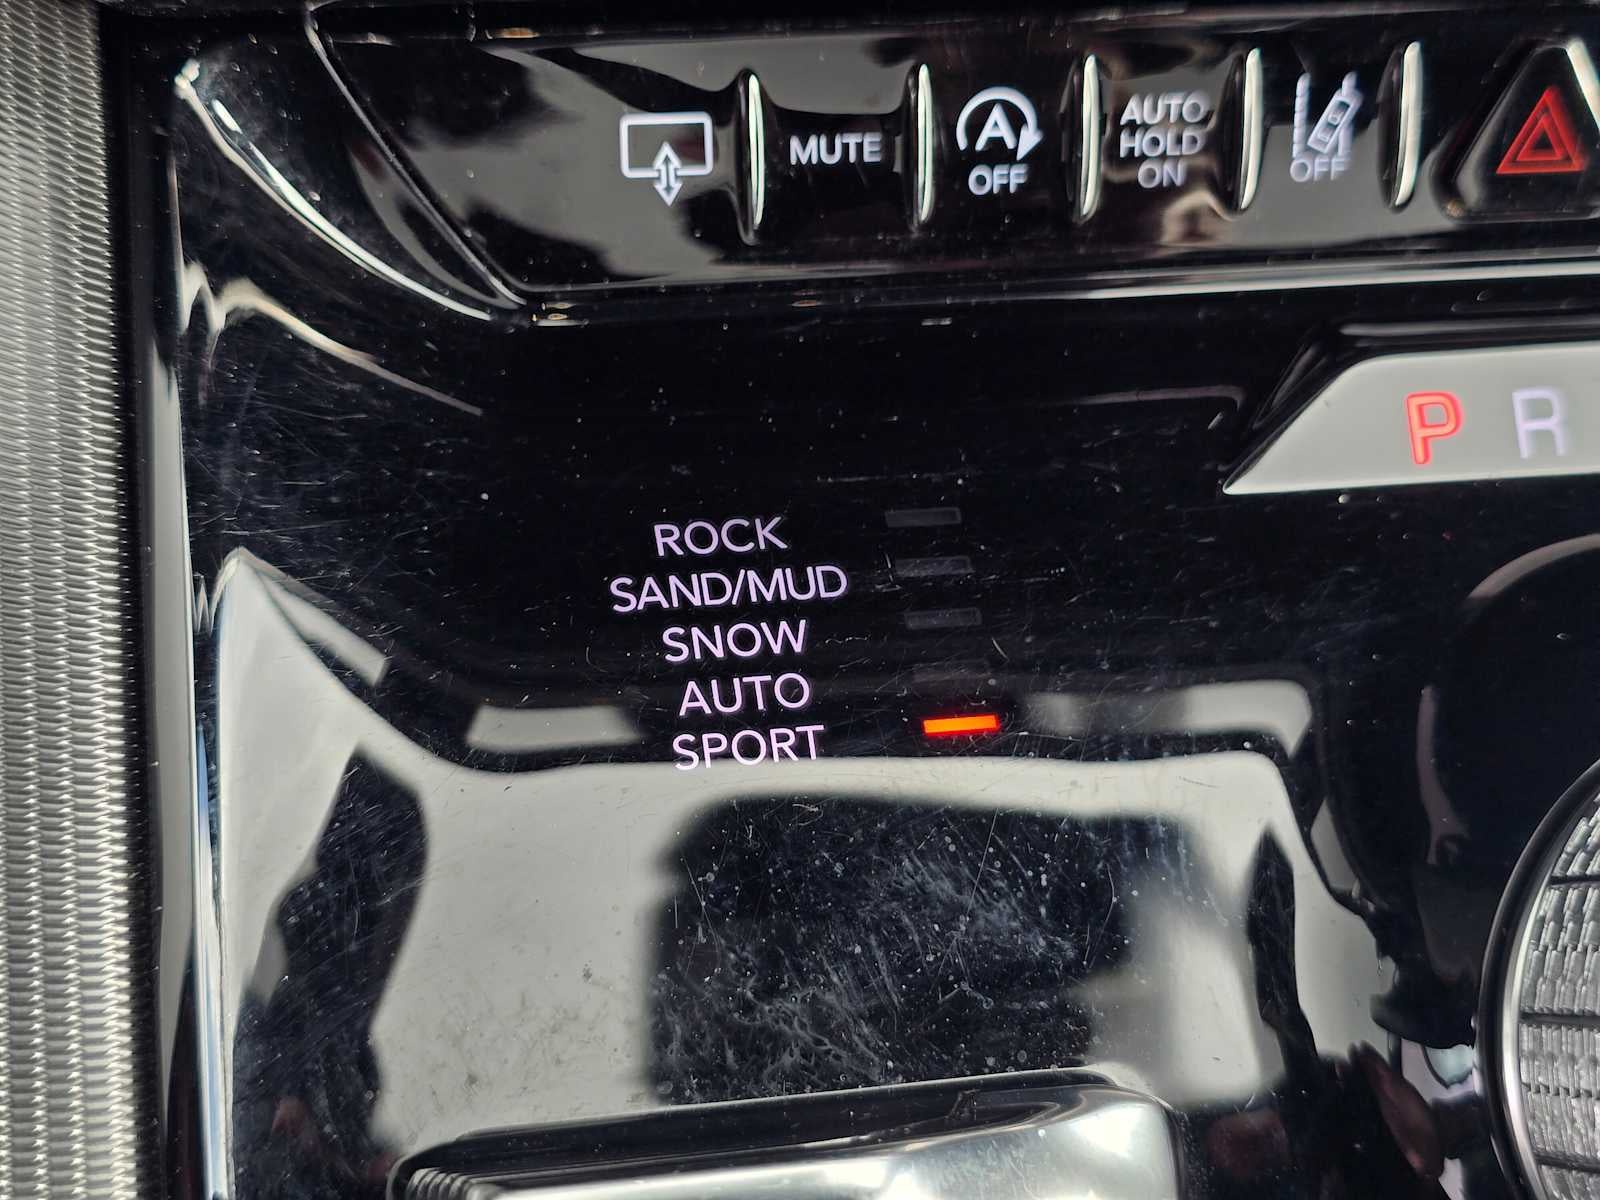 MUTE
A
OFF
AUTO
HOLD
ON
OFF
P R
ROCK
SAND/MUD
SNOW
AUTO
SPORT